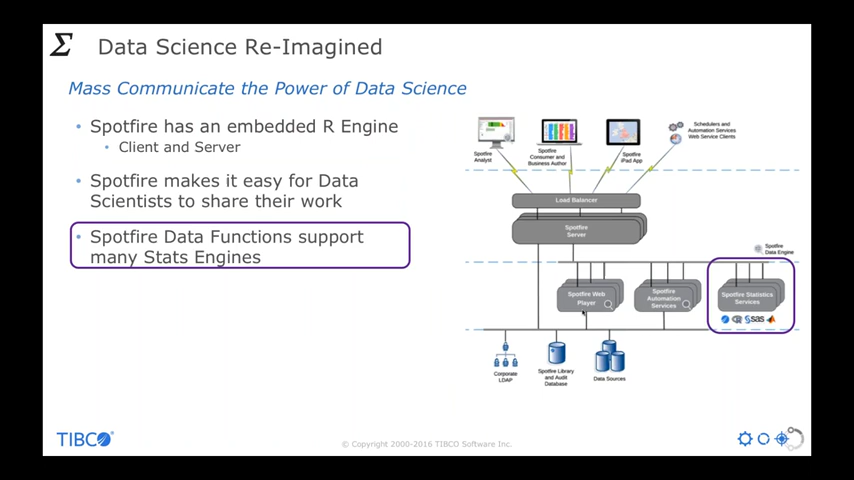 Σ Data Science Re-Imagined
Mass Communicate the Power of Data Science
• Spotfire has an embedded R Engine
• Client and Server
• Spotfire makes it easy for Data
Scientists to share their work
• Spotfire Data Functions support
many Stats Engines
Spotfire
Analyst
Spotfire
Consumer and
Business Author
Spotfire
iPad App
Schedulers and
Automation Services
Web Service Clients
Load Balancer
Spotfire
Server
Spotfire
Data Engine
Spotfire Web
Player
Spotfire
Automation
Services
Spotfire Statistics
Services
R sas
Corporate
LDAP
Spotfire Library
and Audit
Database
Data Sources
TIBCO®
© Copyright 2000-2016 TIBCO Software Inc.